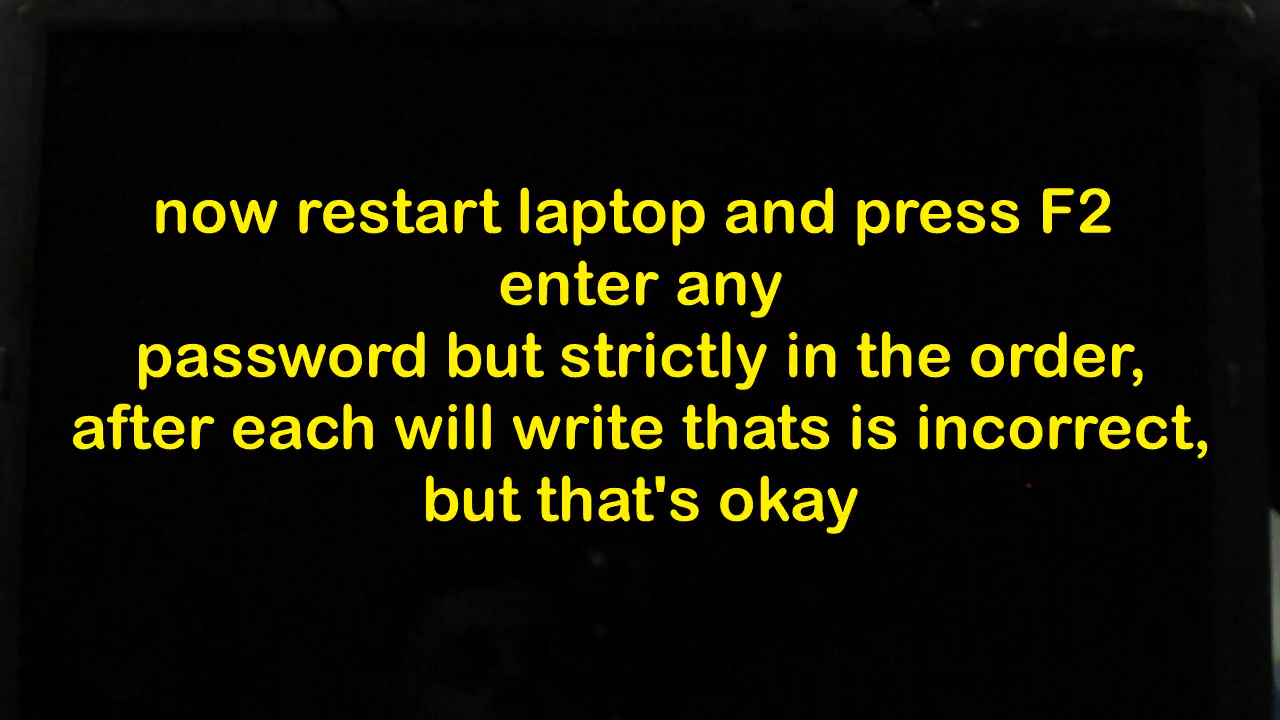 now restart laptop and press F2
enter any
password but strictly in the order,
after each will write thats is incorrect,
but that's okay